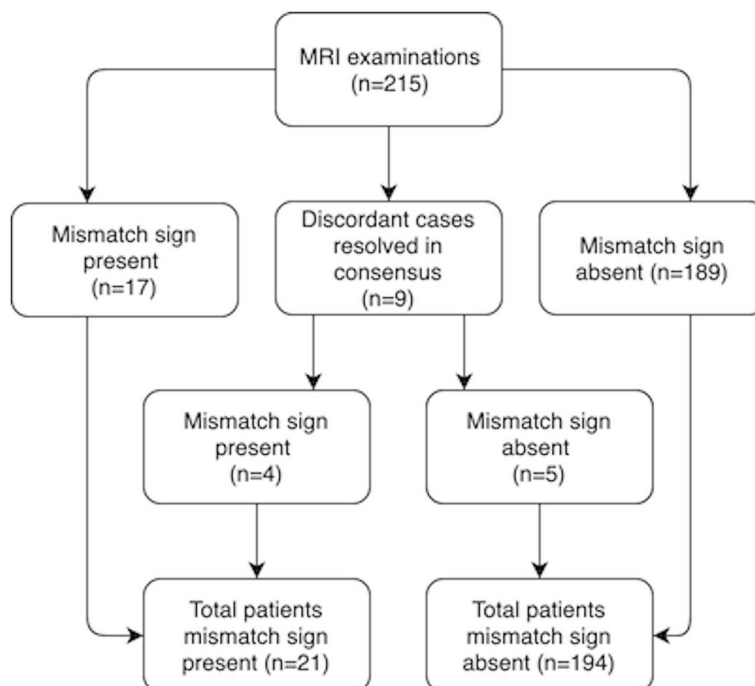 MRI examinations
(n=215)
Mismatch sign
present
(n=17)
Discordant cases
resolved in
consensus
(n=9)
Mismatch sign
absent (n=189)
Mismatch sign
present
(n=4)
Mismatch sign
absent
(n=5)
Total patients
mismatch sign
present (n=21)
Total patients
mismatch sign
absent (n=194)